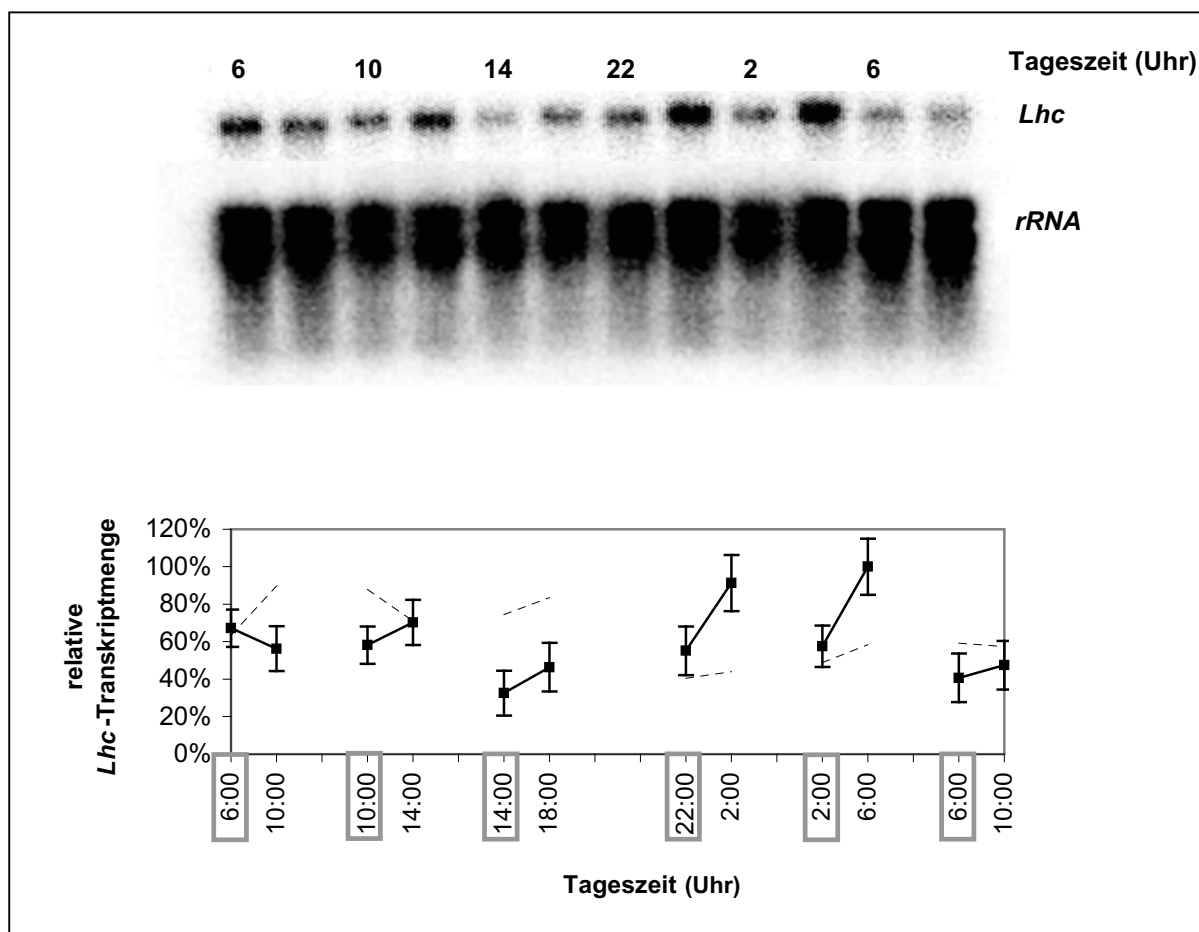 6 10 14 22 2 6 Tageszeit (Uhr)
Lhc
rRNA
120%
100%
80%
60%
40%
20%
0%
relative
Lhc-Transkriptmenge
6:00 10:00 10:00 14:00 14:00 18:00 22:00 2:00 2:00 6:00 6:00 10:00
Tageszeit (Uhr)